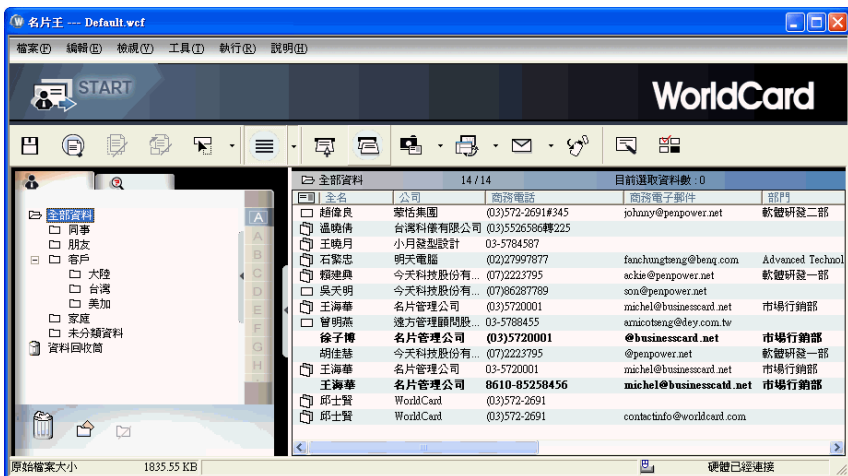 名片王 --- Default.wcf
檔案(F) 編輯(E) 檢視(V) 工具(T) 執行(R) 說明(H)
START
WorldCard
全部資料
同事
朋友
客戶
大陸
台灣
美加
家庭
未分類資料
資料回收筒
A
A
B
C
D
E
F
G
H
全部資料 14 / 14 目前選取資料數 : 0
全名 公司 商務電話 商務電子郵件 部門
趙偉良 蒙恬集團 (03)572-2691#345 johnny@penpower.net 軟體研發二部
溫曉倩 台灣科儀有限公司 (03)5526586轉225
王曉月 小月髮型設計 03-5784587
石繁忠 明天電腦 (02)27997877 fanchungtseng@benq.com Advanced Technol
賴建興 今天科技股份有... (07)2223795 ackie@penpower.net 軟體研發一部
吳天明 今天科技股份有... (07)86287789 son@penpower.net
王海華 名片管理公司 (03)5720001 michel@businesscard.net 市場行銷部
曾明燕 遠方管理顧問股... 03-5788455 amicotseng@dey.com.tw
徐子博 名片管理公司 (03)5720001 @businesscard.net 市場行銷部
胡佳慧 今天科技股份有... (07)2223795 @penpower.net 軟體研發一部
王海華 名片管理公司 03-5720001 michel@businesscard.net 市場行銷部
王海華 名片管理公司 8610-85258456 michel@businesscatd.net 市場行銷部
邱士賢 WorldCard (03)572-2691
邱士賢 WorldCard (03)572-2691 contactinfo@worldcard.com
原始檔案大小 1835.55 KB 硬體已經連接